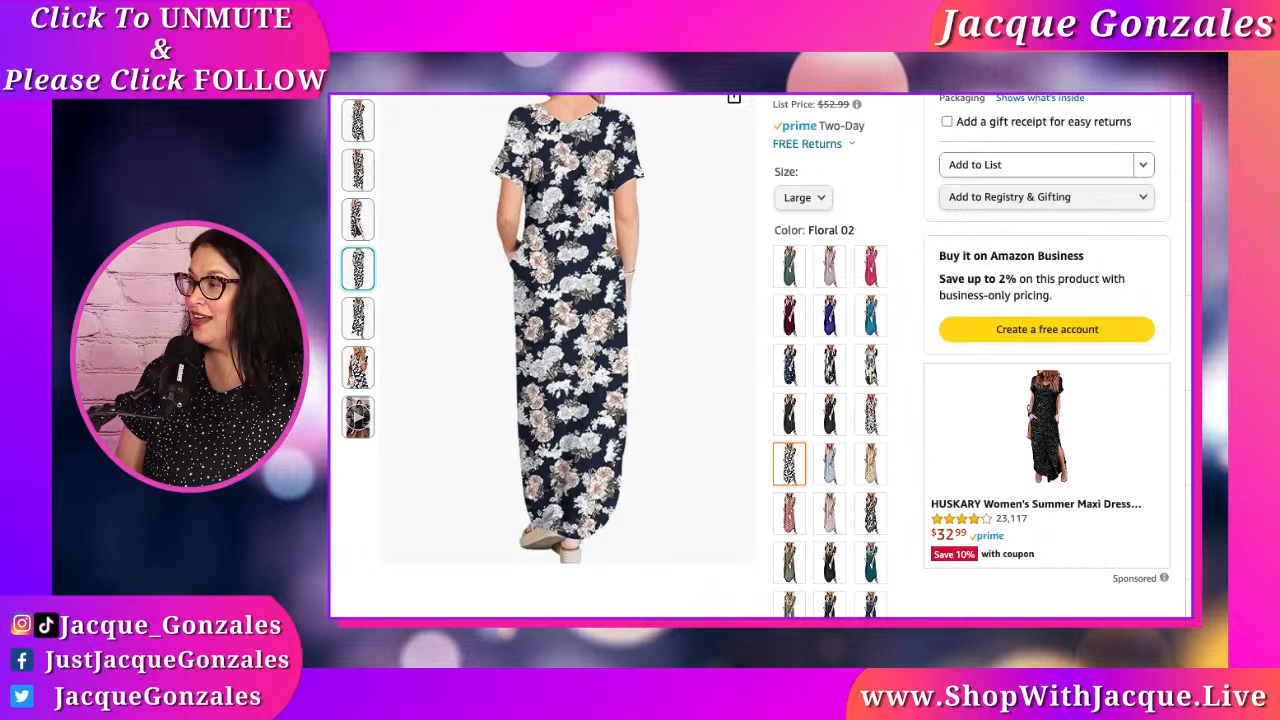 Click To UNMUTE
&
Please Click FOLLOW
Jacque Gonzales
List Price: $52.99
prime Two-Day
FREE Returns
Size:
Large
Color: Floral 02
Packaging Shows what's inside
Add a gift receipt for easy returns
Add to List
Add to Registry & Gifting
Buy it on Amazon Business
Save up to 2% on this product with
business-only pricing.
Create a free account
HUSKARY Women's Summer Maxi Dress...
23,117
$32 99 prime
Save 10% with coupon
Sponsored
Jacque_Gonzales
JustJacqueGonzales
JacqueGonzales
www.ShopWithJacque.Live